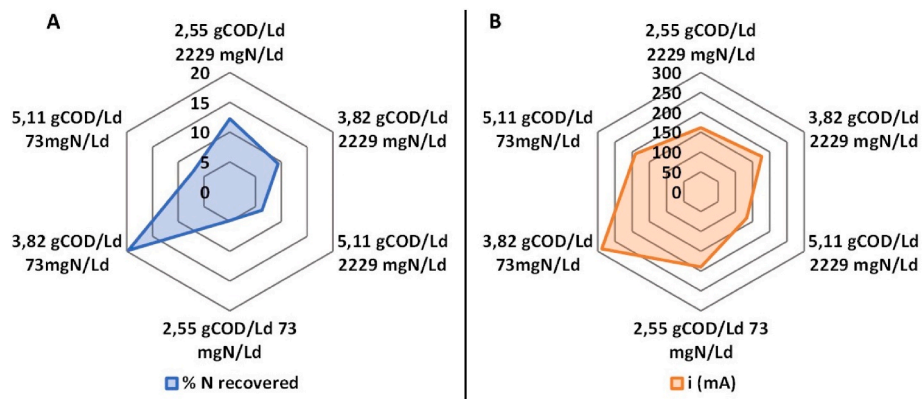 A
2,55 gCOD/Ld
2229 mgN/Ld
20
15
10
5
0
3,82 gCOD/Ld
2229 mgN/Ld
5,11 gCOD/Ld
2229 mgN/Ld
2,55 gCOD/Ld 73
mgN/Ld
3,82 gCOD/Ld
73mgN/Ld
5,11 gCOD/Ld
73mgN/Ld
% N recovered
B
2,55 gCOD/Ld
2229 mgN/Ld
300
250
200
150
100
50
0
3,82 gCOD/Ld
2229 mgN/Ld
5,11 gCOD/Ld
2229 mgN/Ld
2,55 gCOD/Ld 73
mgN/Ld
3,82 gCOD/Ld
73mgN/Ld
5,11 gCOD/Ld
73mgN/Ld
i (mA)